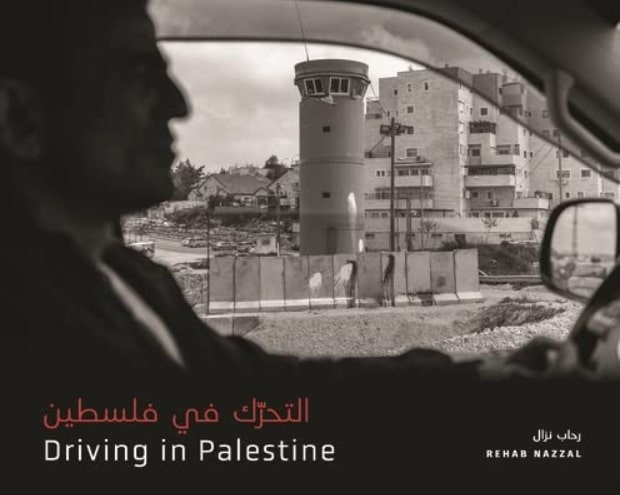 التحرّك في فلسطين
Driving in Palestine
رحاب نزال
REHAB NAZZAL